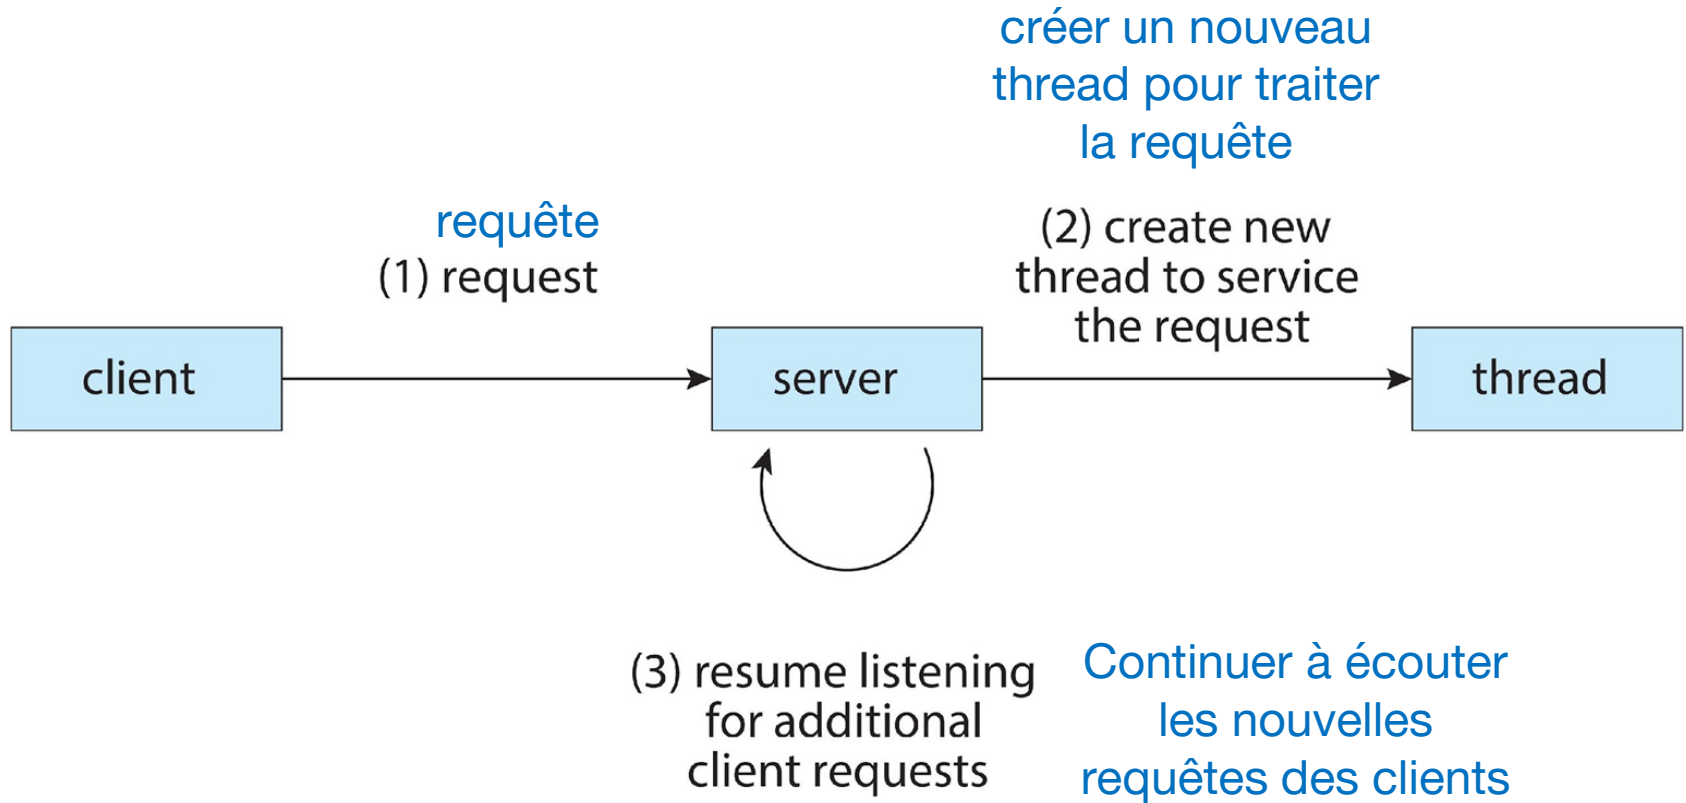 créer un nouveau
thread pour traiter
la requête
requête
(1) request
(2) create new
thread to service
the request
client
server
thread
(3) resume listening
for additional
client requests
Continuer à écouter
les nouvelles
requêtes des clients